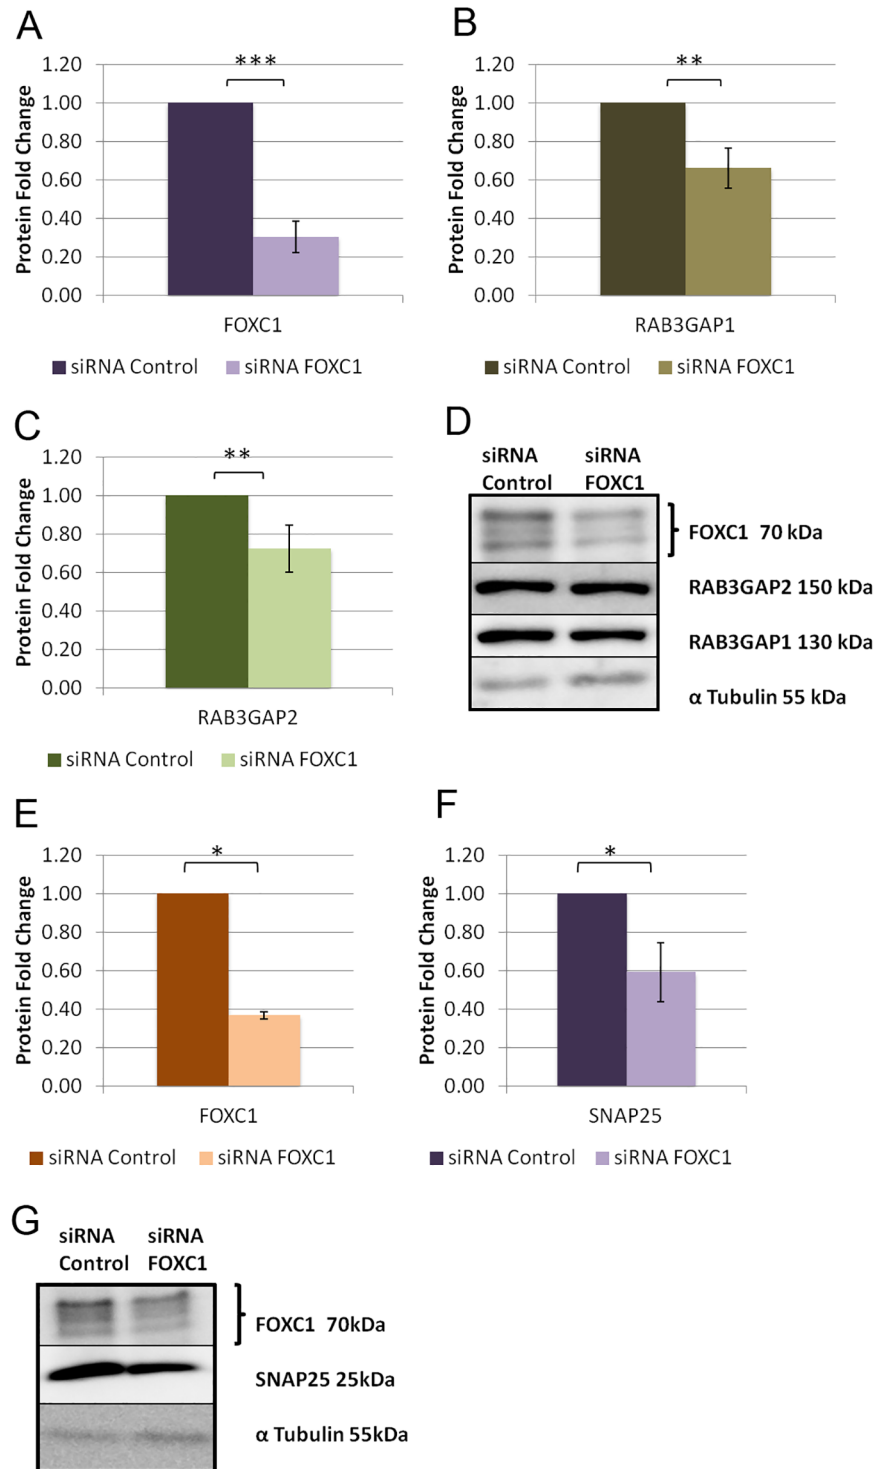 A
***
1.20
1.00
0.80
0.60
0.40
0.20
0.00
Protein Fold Change
FOXC1
siRNA Control siRNA FOXC1
B
**
1.20
1.00
0.80
0.60
0.40
0.20
0.00
Protein Fold Change
RAB3GAP1
siRNA Control siRNA FOXC1
C
**
1.20
1.00
0.80
0.60
0.40
0.20
0.00
Protein Fold Change
RAB3GAP2
siRNA Control siRNA FOXC1
D
siRNA siRNA
Control FOXC1
FOXC1 70 kDa
RAB3GAP2 150 kDa
RAB3GAP1 130 kDa
α Tubulin 55 kDa
E
*
1.20
1.00
0.80
0.60
0.40
0.20
0.00
Protein Fold Change
FOXC1
siRNA Control siRNA FOXC1
F
*
1.20
1.00
0.80
0.60
0.40
0.20
0.00
Protein Fold Change
SNAP25
siRNA Control siRNA FOXC1
G
siRNA siRNA
Control FOXC1
FOXC1 70kDa
SNAP25 25kDa
α Tubulin 55kDa